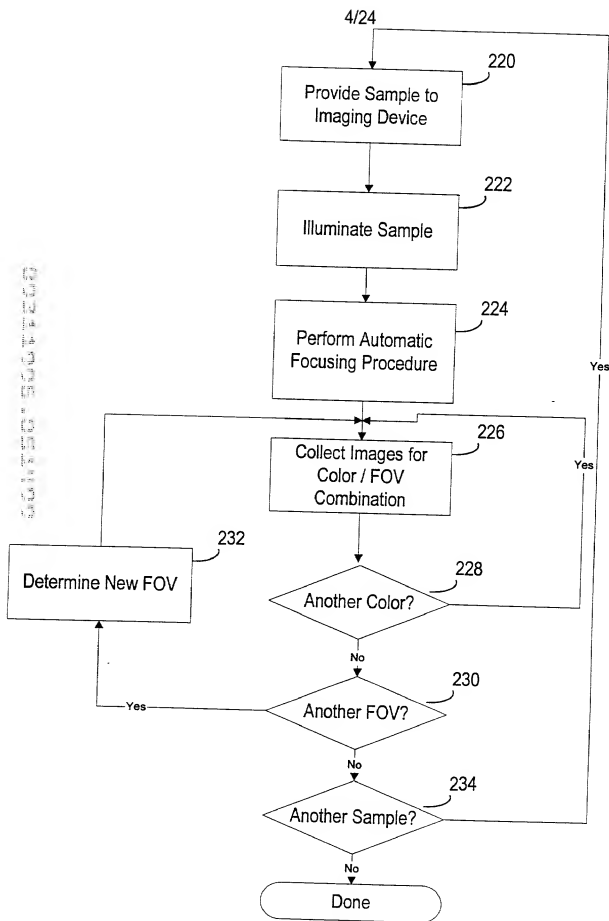 4/24
220
Provide Sample to
Imaging Device
222
Illuminate Sample
224
Perform Automatic
Focusing Procedure
Yes
226
Collect Images for
Color / FOV
Combination
Yes
232
Determine New FOV
228
Another Color?
No
230
Another FOV?
Yes
No
234
Another Sample?
No
Done